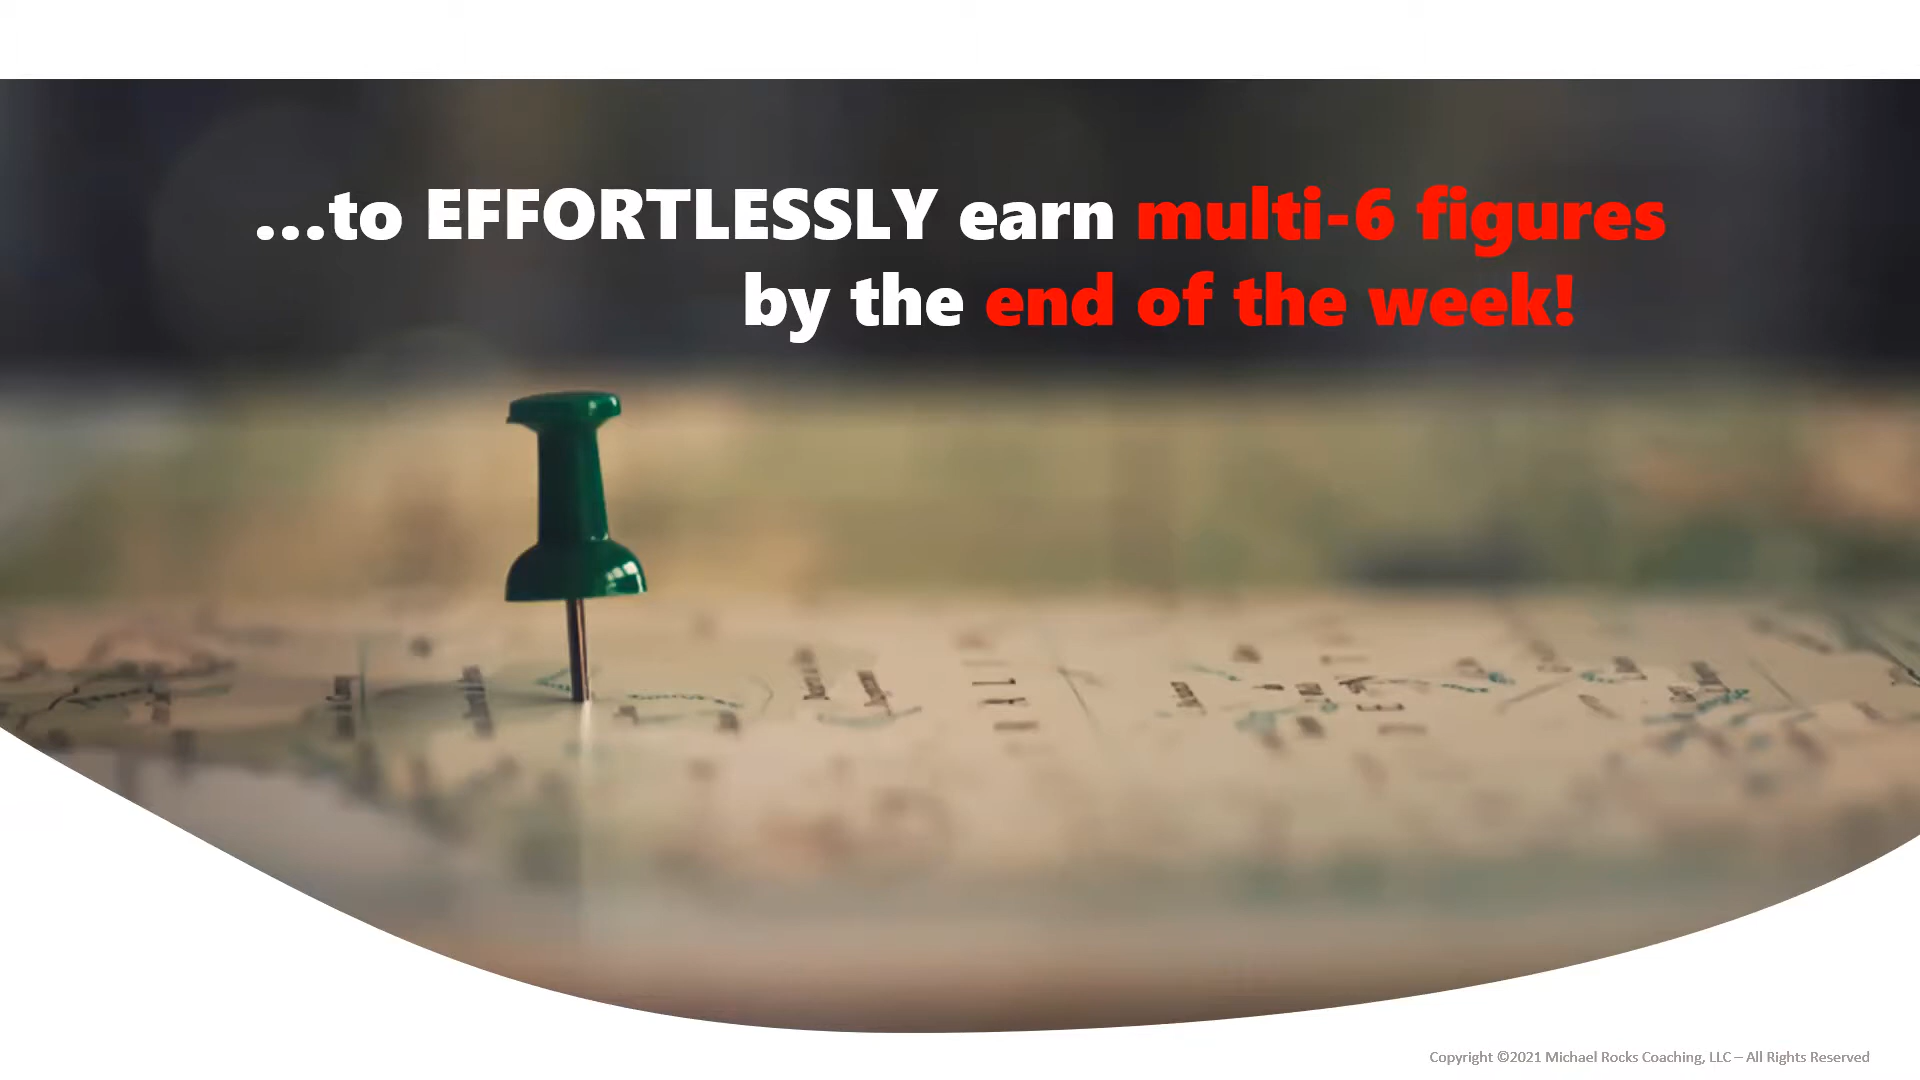 ...to EFFORTLESSLY earn multi-6 figures
by the end of the week!
Copyright ©2021 Michael Rocks Coaching, LLC – All Rights Reserved